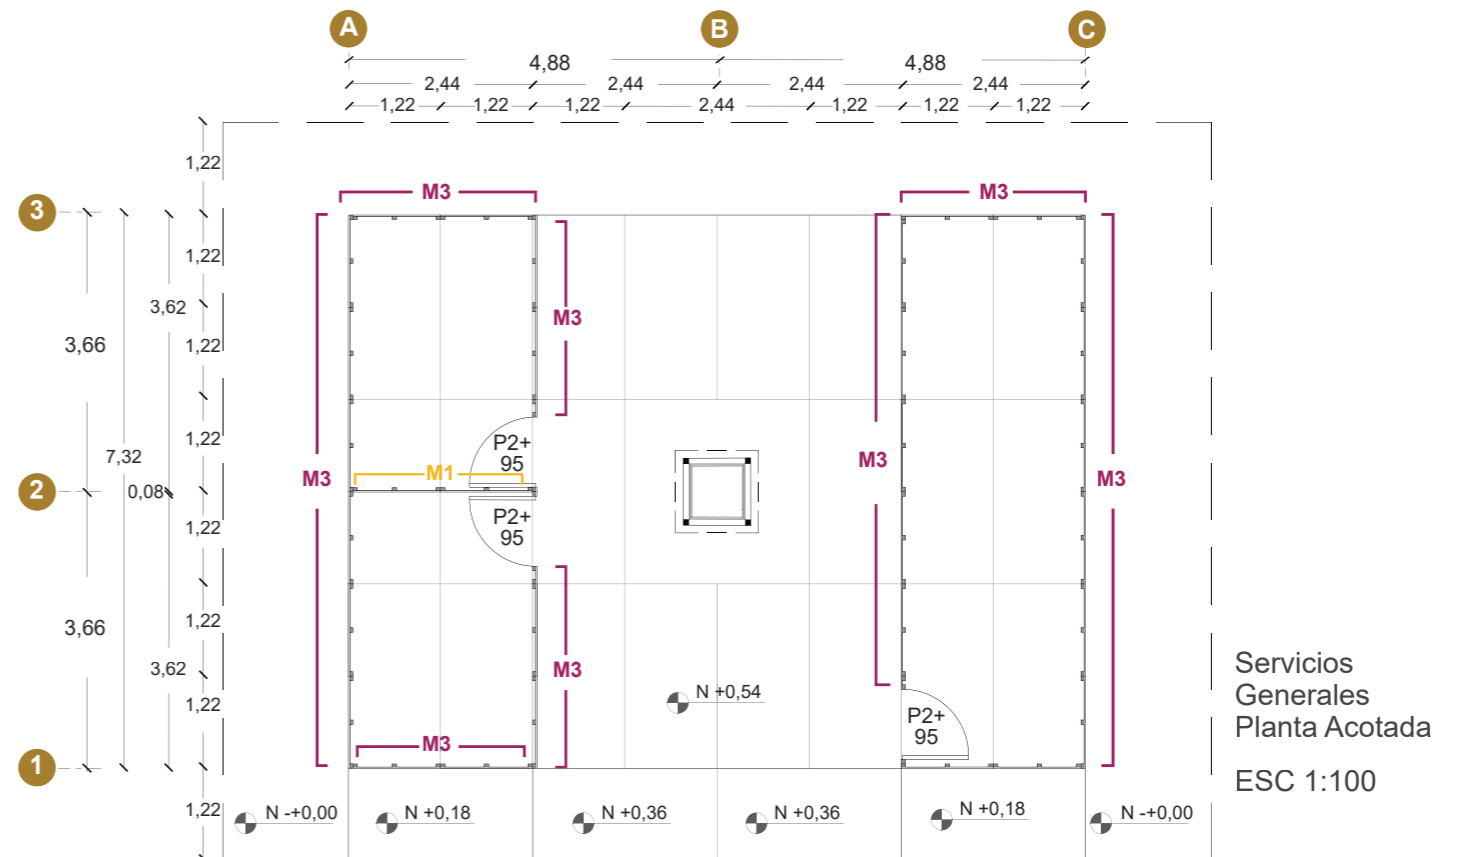 A B C
4,88 4,88
2,44 2,44 2,44 2,44
1,22 1,22 1,22 2,44 1,22 1,22 1,22
1,22
M3 M3
3
1,22
3,62 M3
3,66 1,22
1,22
P2+
95
7,32 M3 M1 M3 M3
2 0,08
P2+
95
1,22
1,22
3,66
3,62 M3
Servicios
Generales
Planta Acotada
N +0,54
1,22
P2+
95
M3
1
ESC 1:100
1,22 N -+0,00 N +0,18 N +0,36 N +0,36 N +0,18 N -+0,00